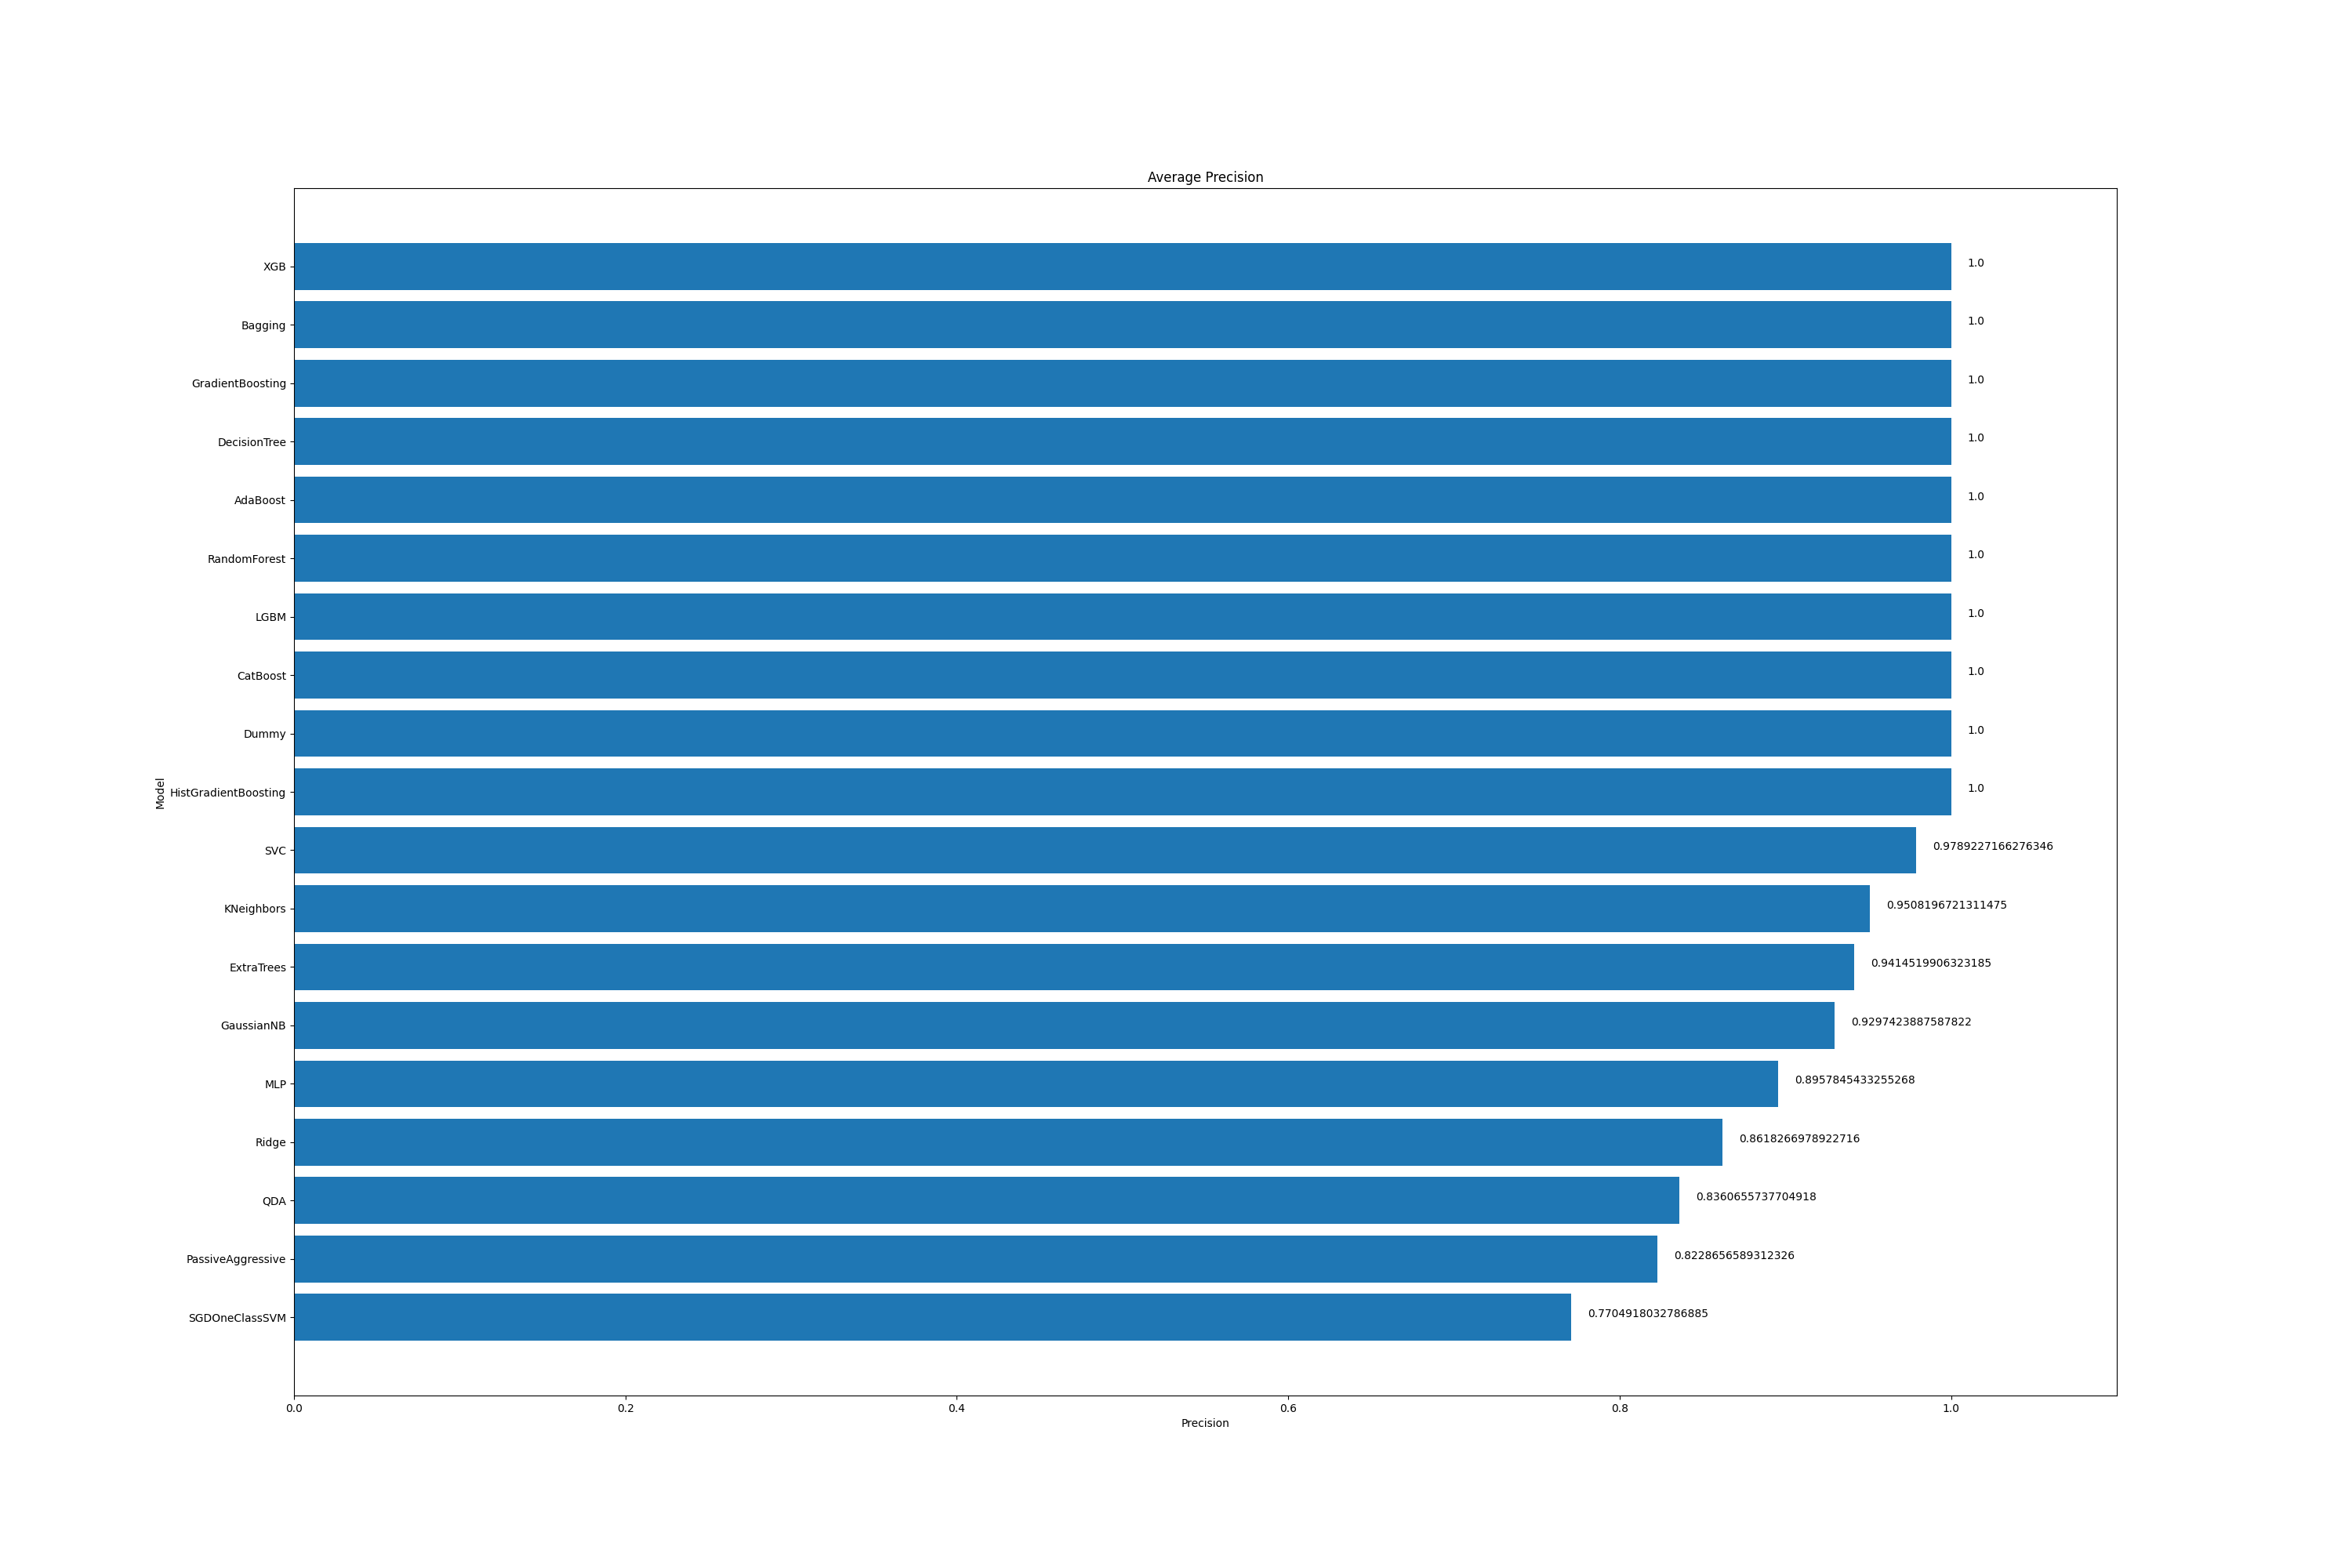 Average Precision
XGB 1.0
Bagging 1.0
GradientBoosting 1.0
DecisionTree 1.0
AdaBoost 1.0
RandomForest 1.0
LGBM 1.0
CatBoost 1.0
Dummy 1.0
Model
HistGradientBoosting 1.0
SVC 0.9789227166276346
KNeighbors 0.9508196721311475
ExtraTrees 0.9414519906323185
GaussianNB 0.9297423887587822
MLP 0.8957845433255268
Ridge 0.8618266978922716
QDA 0.8360655737704918
PassiveAggressive 0.8228656589312326
SGDOneClassSVM 0.7704918032786885
0.0 0.2 0.4 0.6 0.8 1.0
Precision